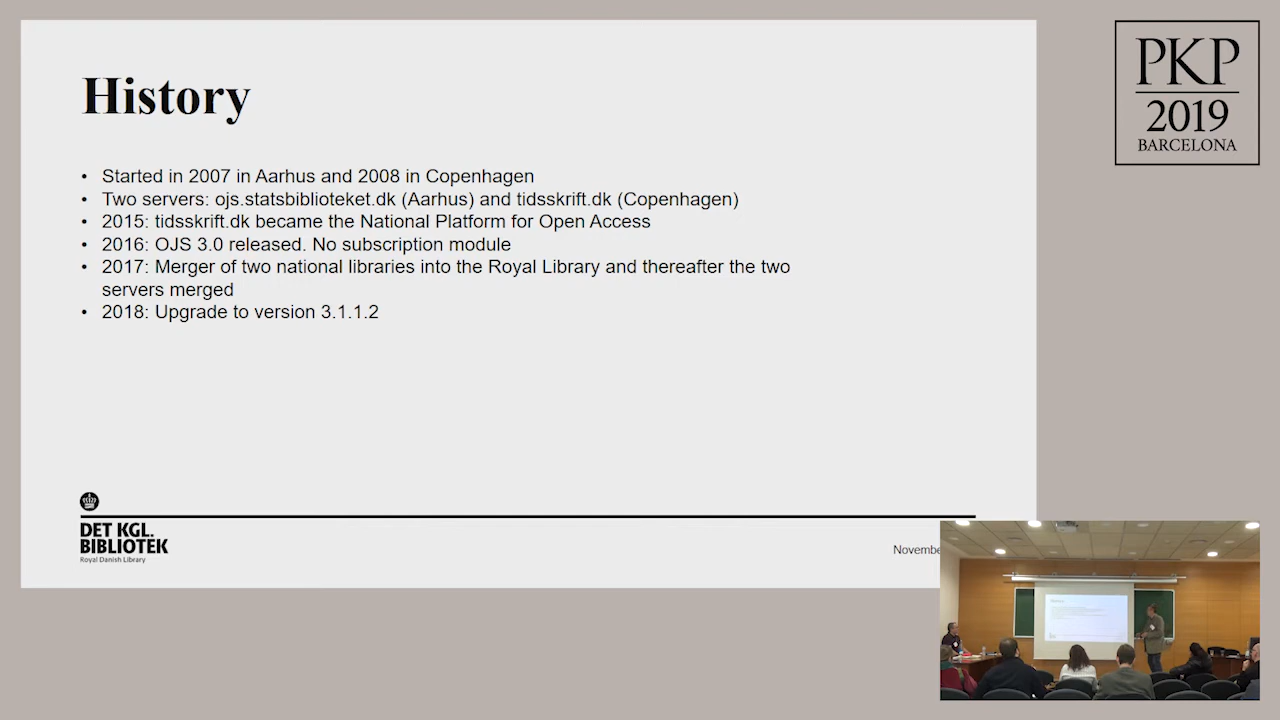 History
• Started in 2007 in Aarhus and 2008 in Copenhagen
• Two servers: ojs.statsbiblioteket.dk (Aarhus) and tidsskrift.dk (Copenhagen)
• 2015: tidsskrift.dk became the National Platform for Open Access
• 2016: OJS 3.0 released. No subscription module
• 2017: Merger of two national libraries into the Royal Library and thereafter the two
servers merged
• 2018: Upgrade to version 3.1.1.2
DET KGL.
BIBLIOTEK
Royal Danish Library
PKP
2019
BARCELONA